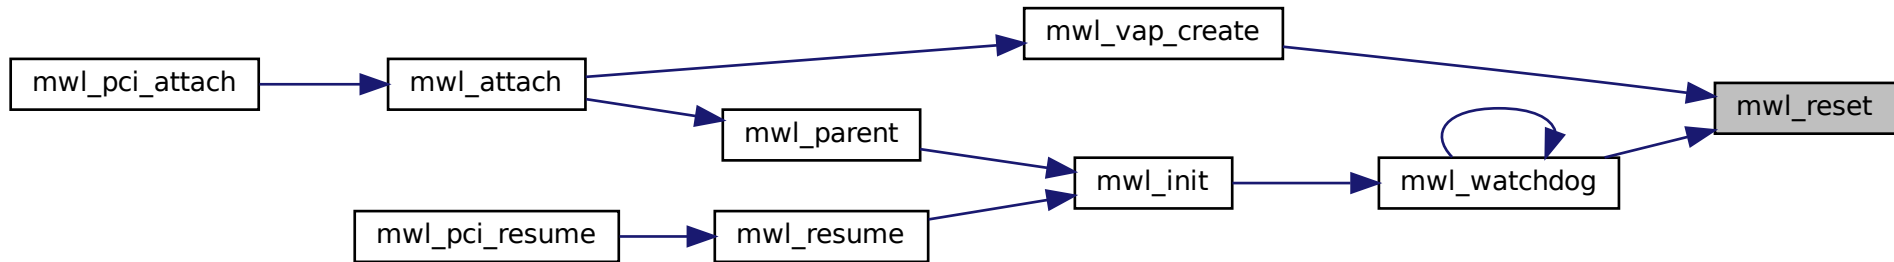 mwl_vap_create
mwl_pci_attach
mwl_attach
mwl_reset
mwl_parent
mwl_init
mwl_watchdog
mwl_pci_resume
mwl_resume